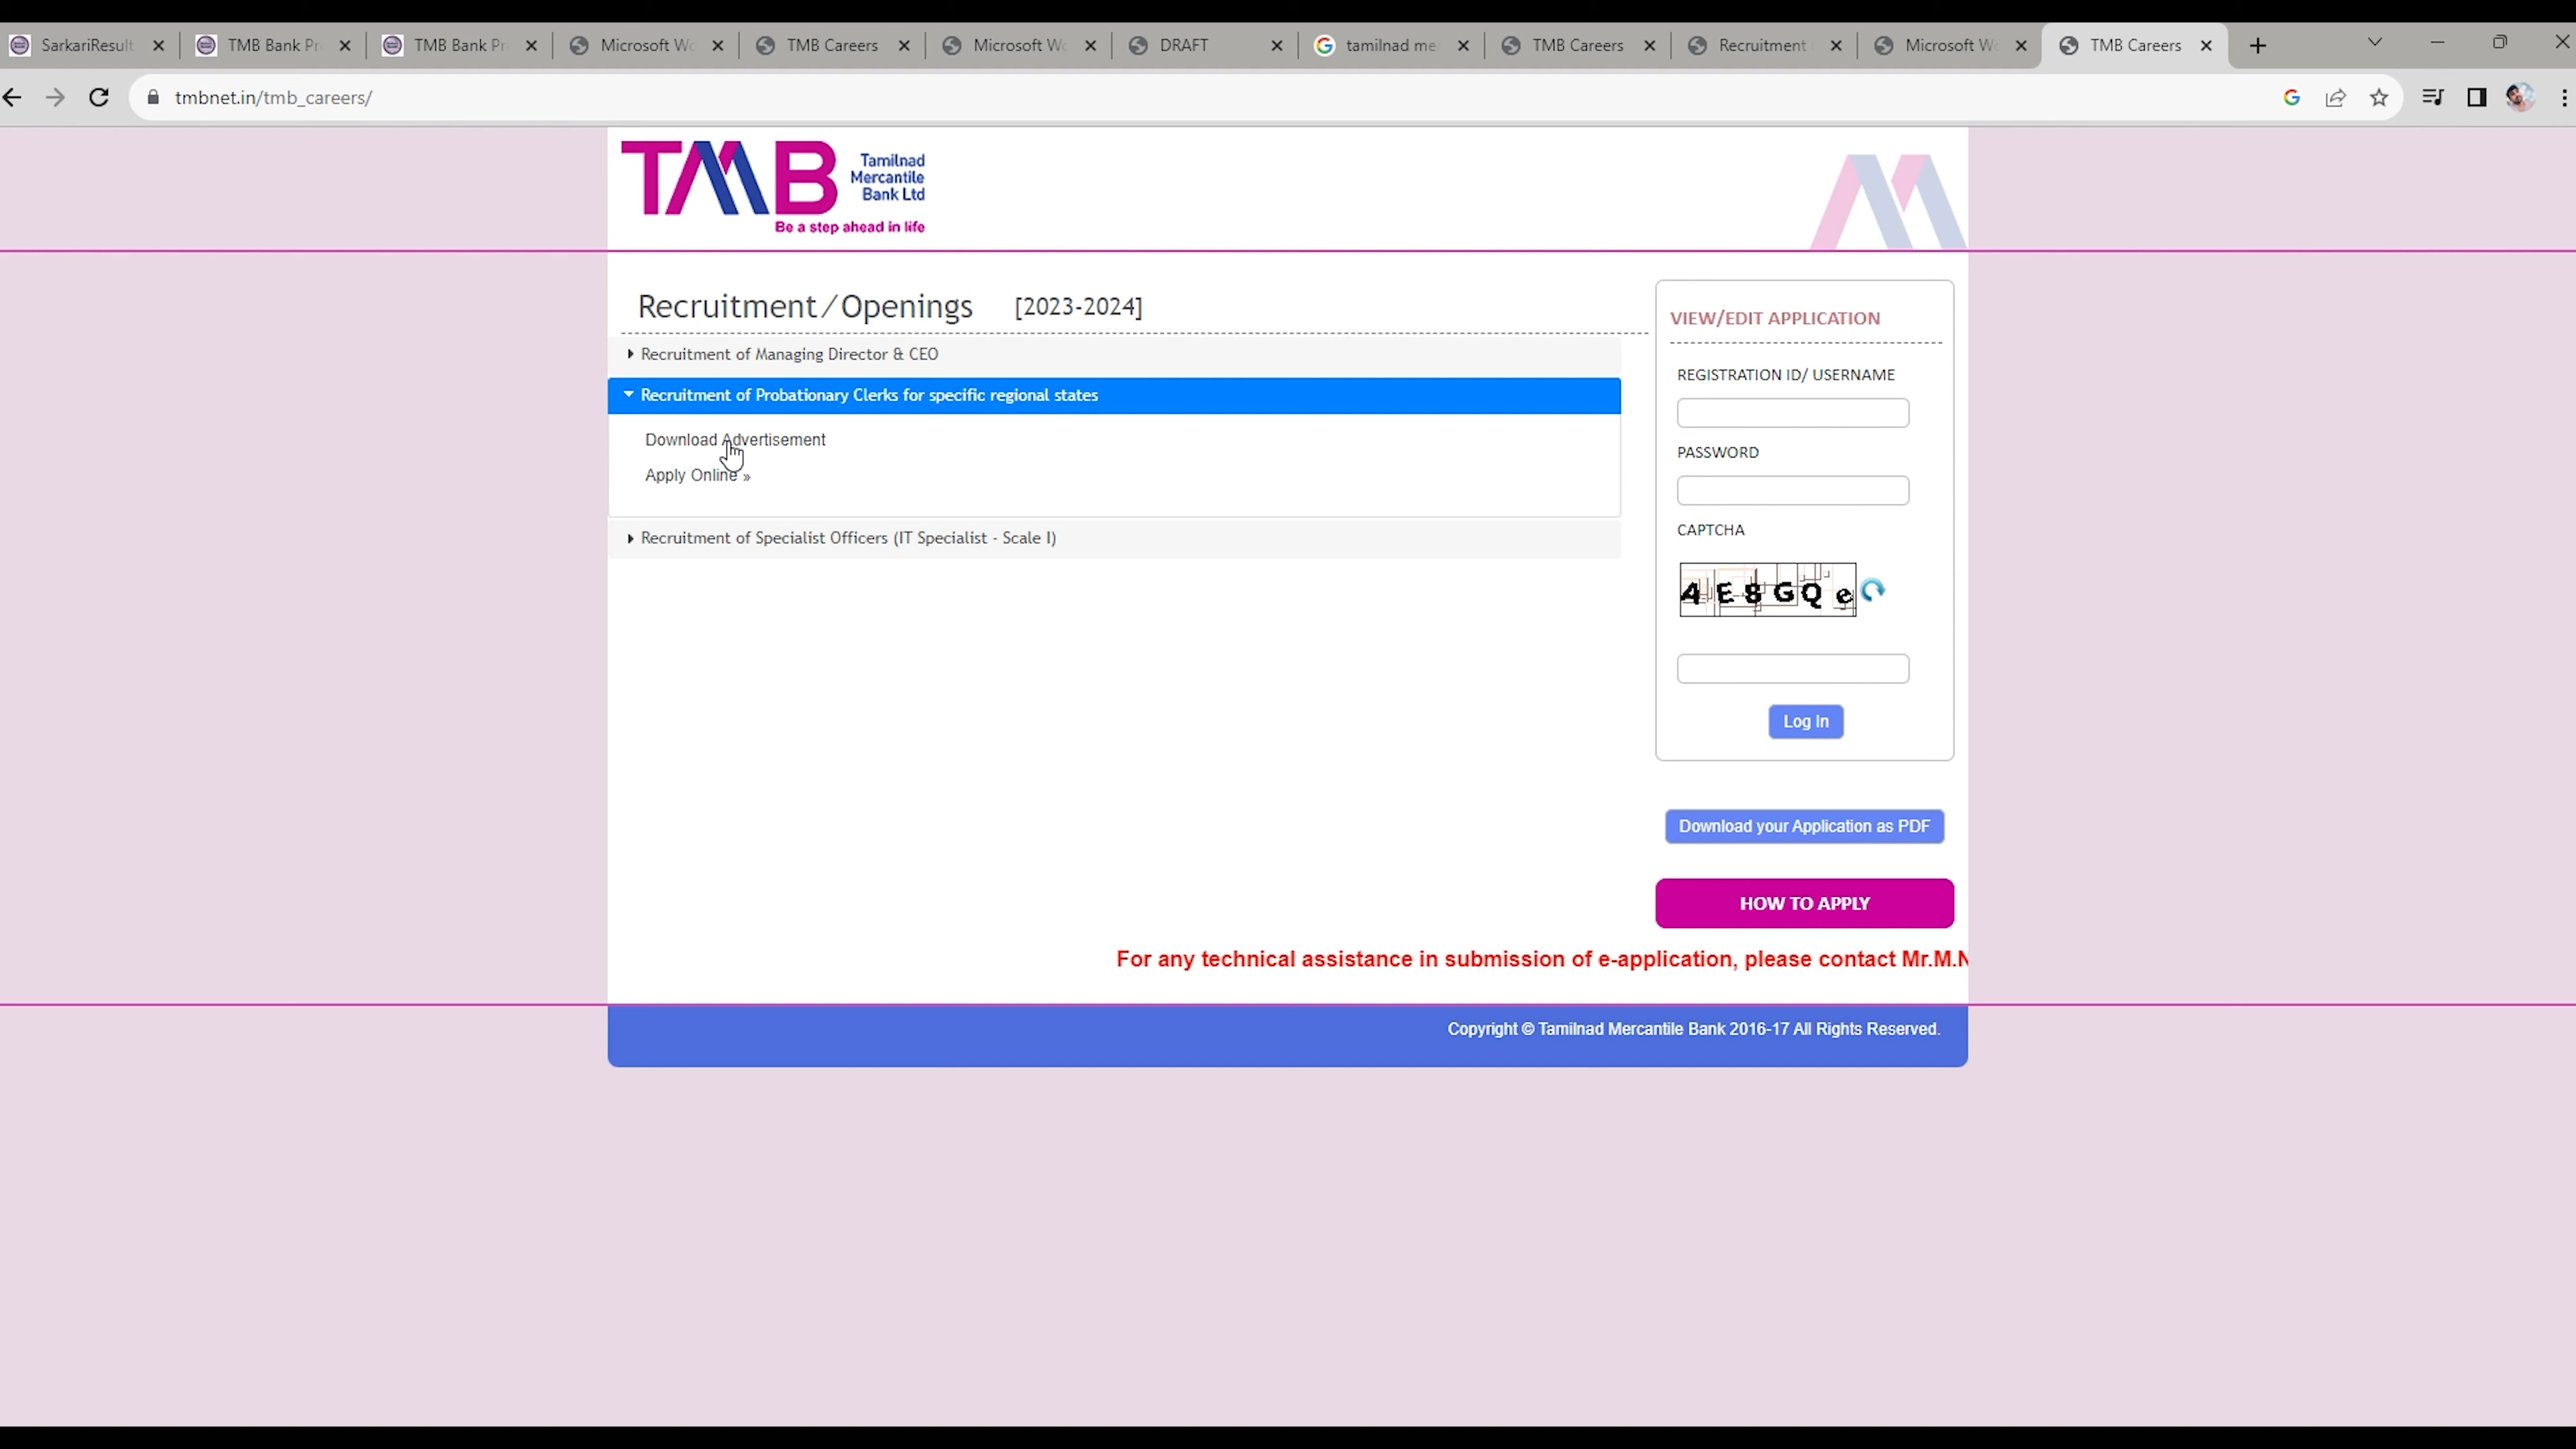 SarkariResult
TMB Bank Pr
TMB Bank Pr
Microsoft Wo
TMB Careers
Microsoft Wo
DRAFT
tamilnad me
TMB Careers
Recruitment
Microsoft Wo
TMB Careers
tmbnet.in/tmb_careers/
TMB
Tamilnad
Mercantile
Bank Ltd
Be a step ahead in life
Recruitment/Openings [2023-2024]
Recruitment of Managing Director & CEO
Recruitment of Probationary Clerks for specific regional states
Download Advertisement
Apply Online »
Recruitment of Specialist Officers (IT Specialist - Scale I)
VIEW/EDIT APPLICATION
REGISTRATION ID/ USERNAME
PASSWORD
CAPTCHA
4E8GQe
Log In
Download your Application as PDF
HOW TO APPLY
For any technical assistance in submission of e-application, please contact Mr.M.N
Copyright © Tamilnad Mercantile Bank 2016-17 All Rights Reserved.